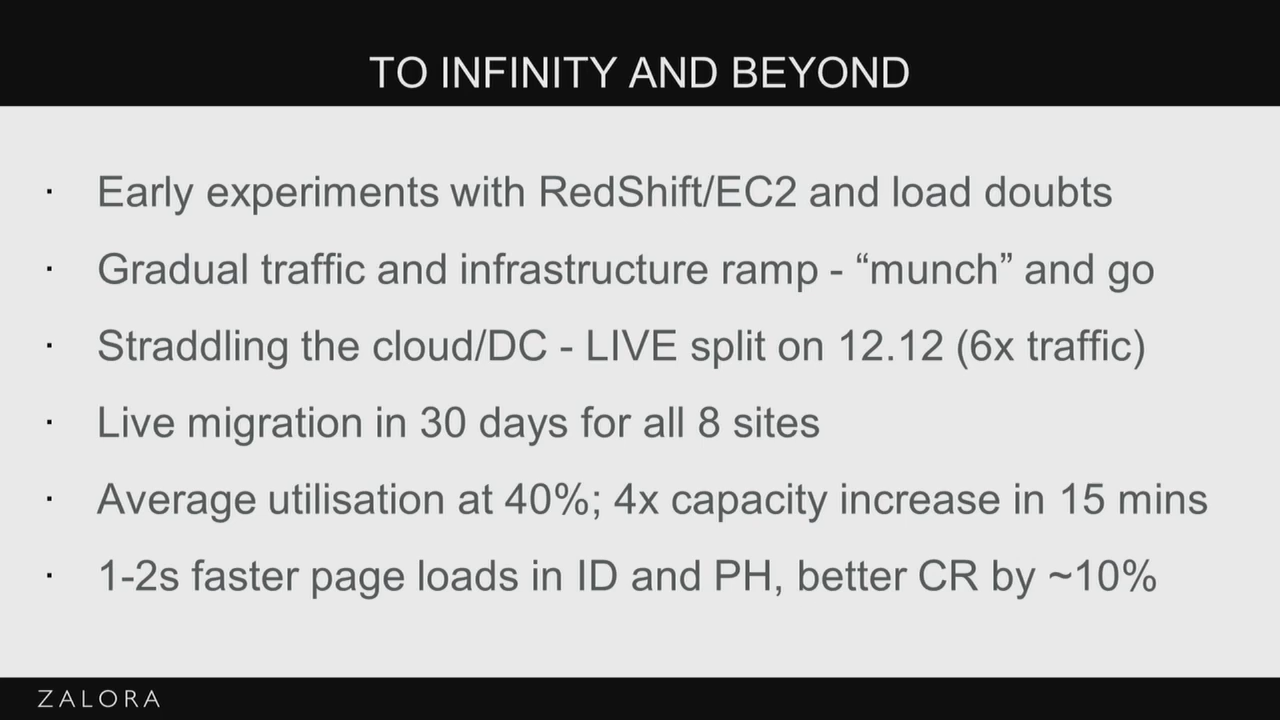 TO INFINITY AND BEYOND
· Early experiments with RedShift/EC2 and load doubts
· Gradual traffic and infrastructure ramp - “munch” and go
· Straddling the cloud/DC - LIVE split on 12.12 (6x traffic)
· Live migration in 30 days for all 8 sites
· Average utilisation at 40%; 4x capacity increase in 15 mins
· 1-2s faster page loads in ID and PH, better CR by ~10%
ZALORA